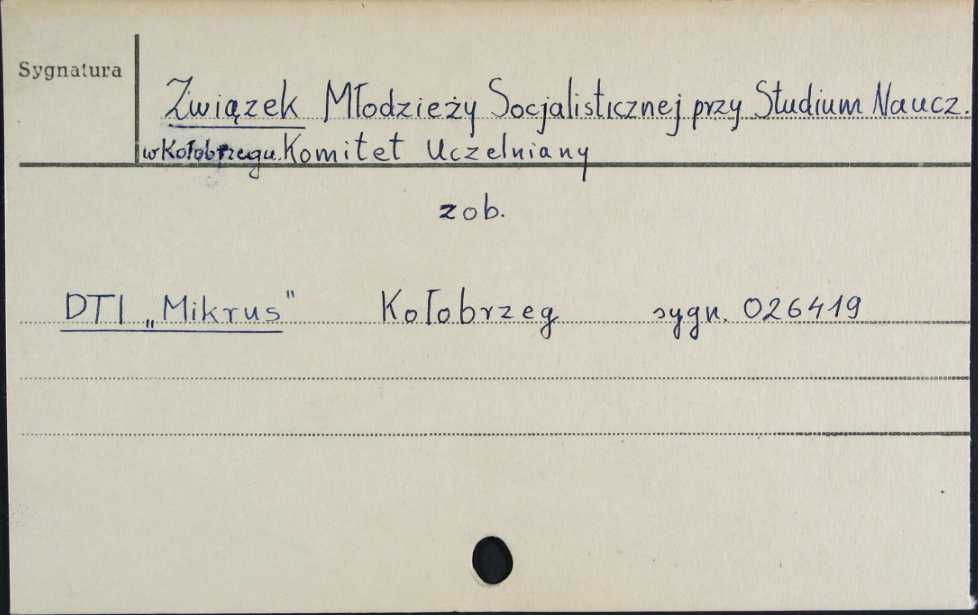 Sygnatura
Związek Młodzieży Socjalistycznej przy Studium Naucz.
w Kołobrzegu. Komitet Uczelniany
zob.
DTI „Mikrus" Kołobrzeg sygn. 026419